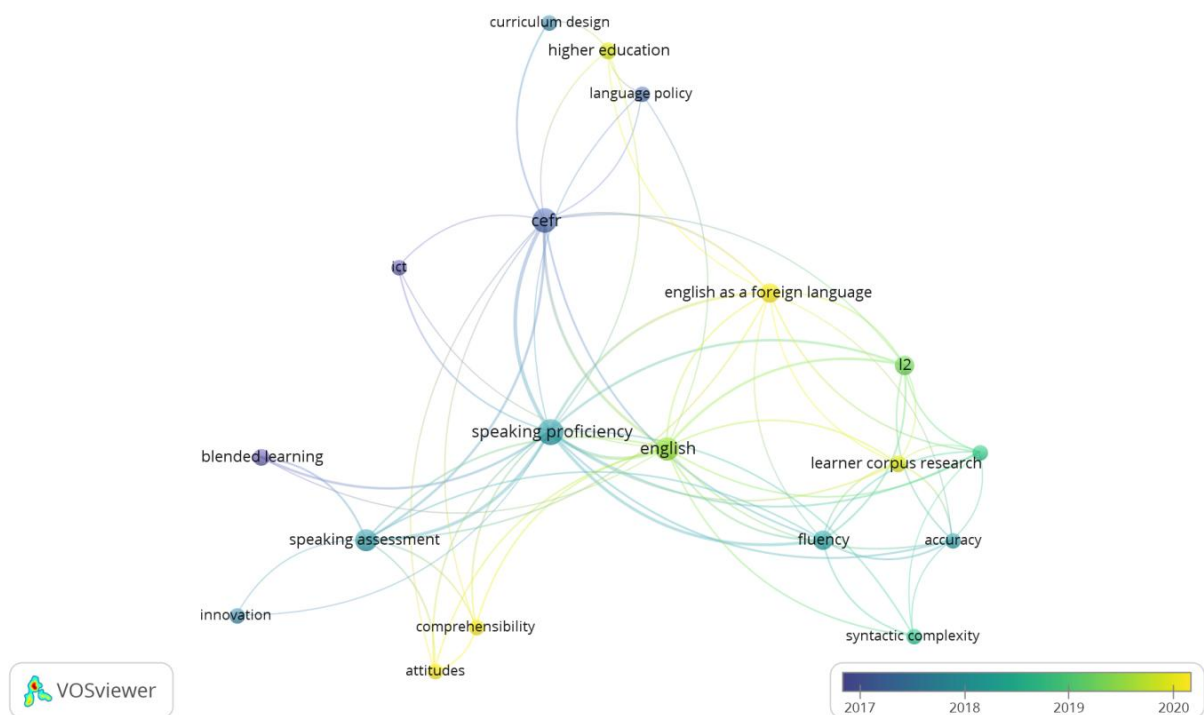 curriculum design
higher education
language policy
cefr
ict
english as a foreign language
l2
speaking proficiency
english
blended learning
learner corpus research
speaking assessment
fluency
accuracy
innovation
comprehensibility
syntactic complexity
attitudes
VOSviewer
2017 2018 2019 2020